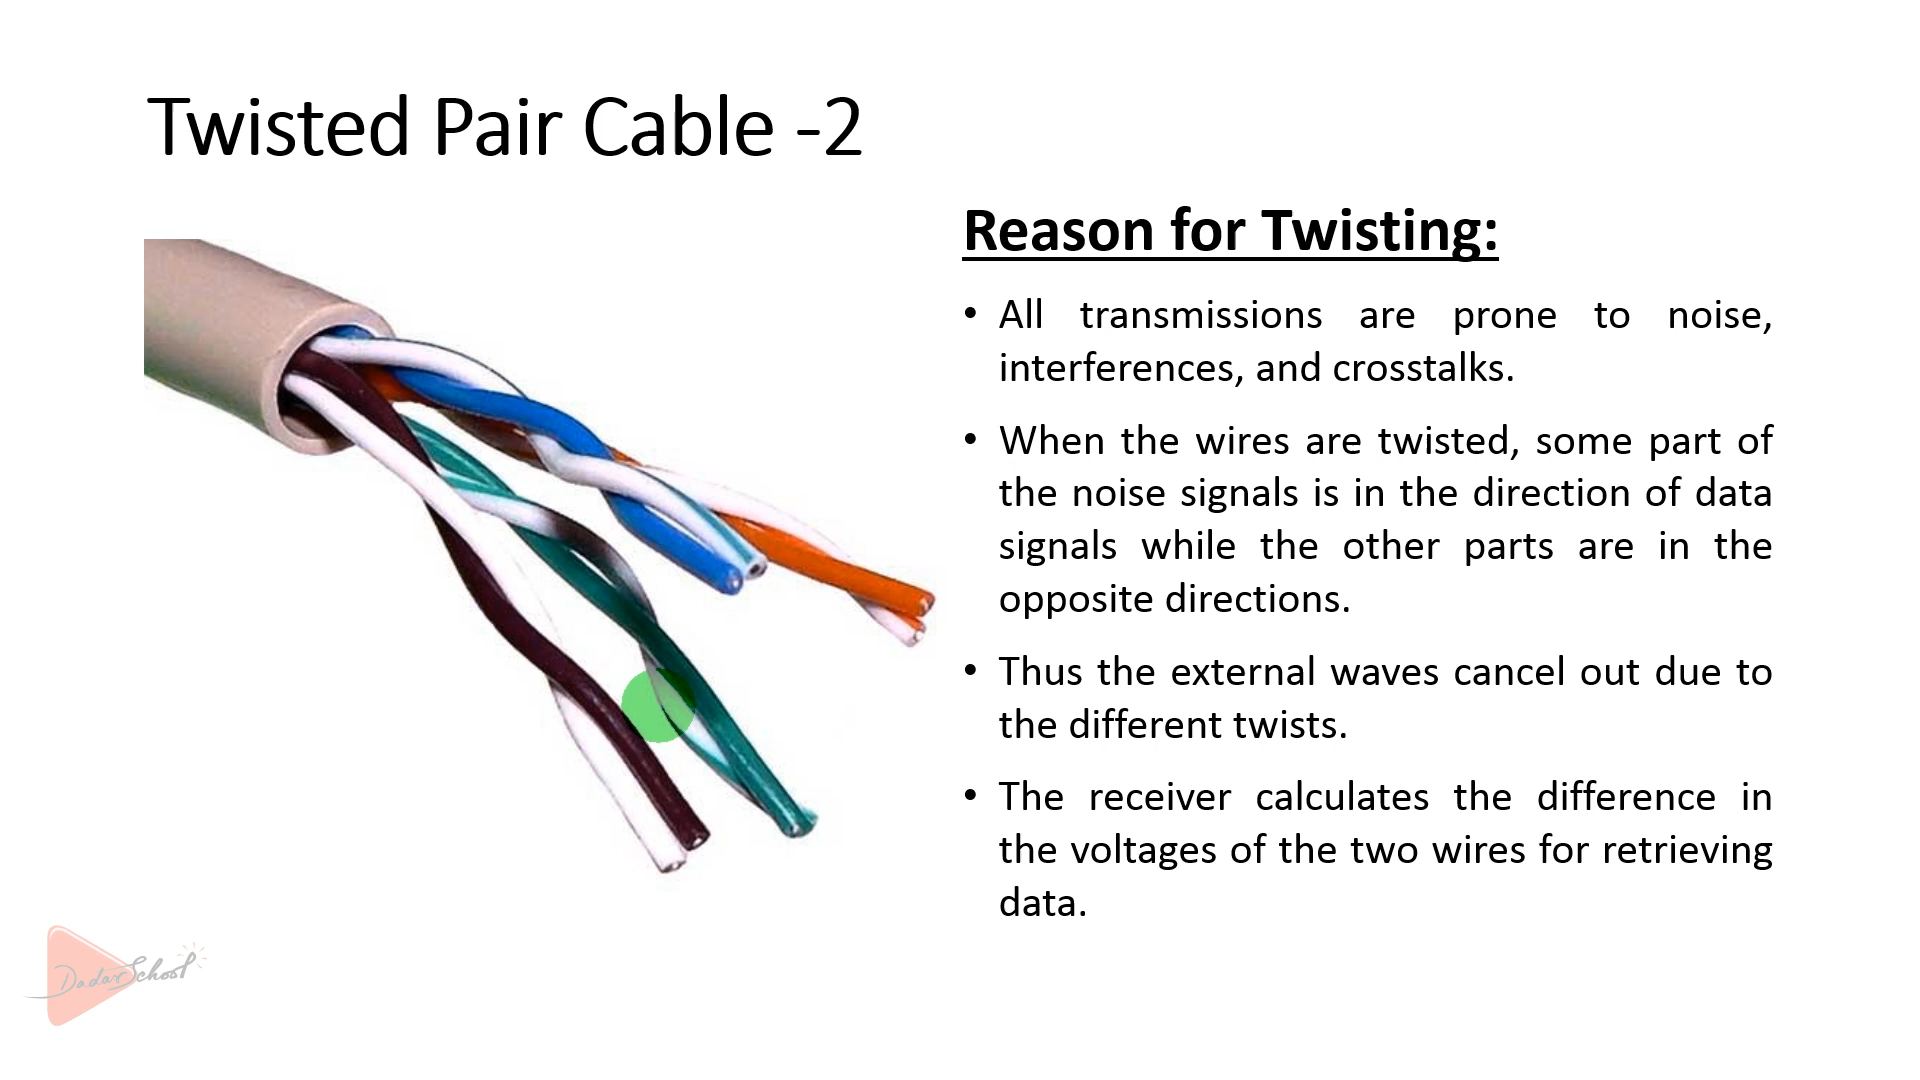 Twisted Pair Cable -2
Reason for Twisting:
• All transmissions are prone to noise,
interferences, and crosstalks.
• When the wires are twisted, some part of
the noise signals is in the direction of data
signals while the other parts are in the
opposite directions.
• Thus the external waves cancel out due to
the different twists.
• The receiver calculates the difference in
the voltages of the two wires for retrieving
data.
Dadar School